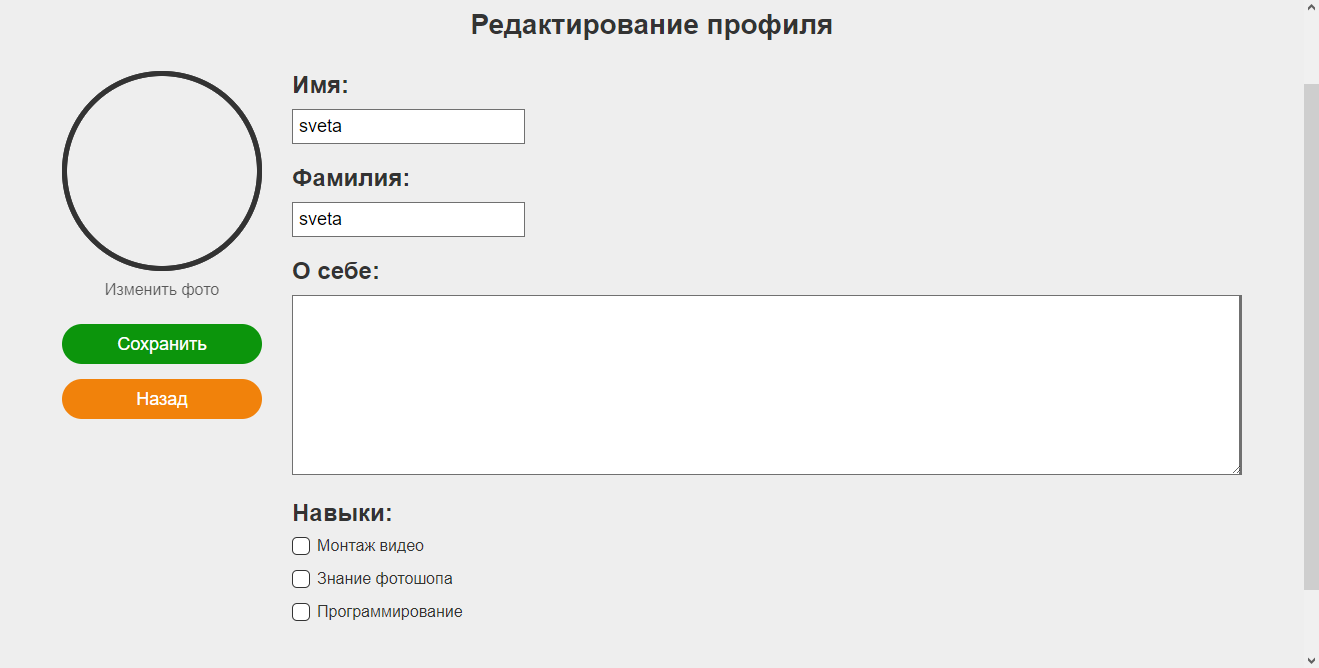 Редактирование профиля
Изменить фото
Сохранить
Назад
Имя:
sveta
Фамилия:
sveta
О себе:
Навыки:
Монтаж видео
Знание фотошопа
Программирование